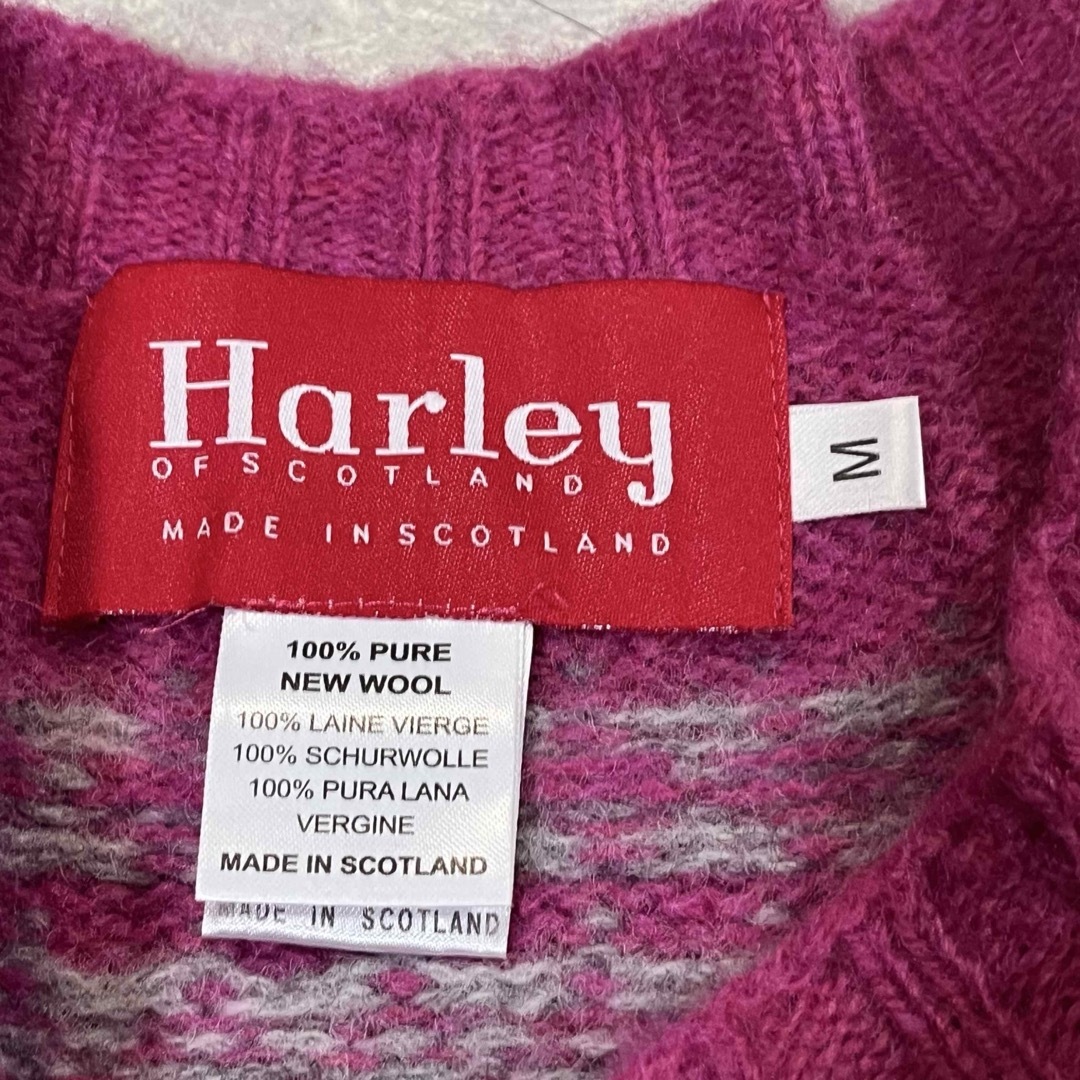 Harley
OF SCOTLAND
MADE IN SCOTLAND
M
100% PURE
NEW WOOL
100% LAINE VIERGE
100% SCHURWOLLE
100% PURA LANA
VERGINE
MADE IN SCOTLAND
MADE IN SCOTLAND